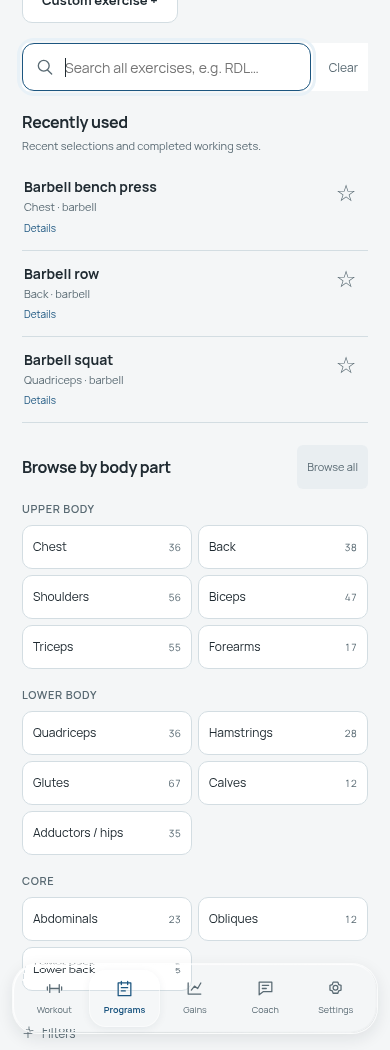 Custom exercise +
Search all exercises, e.g. RDL...
Clear
Recently used
Recent selections and completed working sets.
Barbell bench press
Chest · barbell
Details
Barbell row
Back · barbell
Details
Barbell squat
Quadriceps · barbell
Details
Browse by body part
Browse all
UPPER BODY
Chest 36
Back 38
Shoulders 56
Biceps 47
Triceps 55
Forearms 17
LOWER BODY
Quadriceps 36
Hamstrings 28
Glutes 67
Calves 12
Adductors / hips 35
CORE
Abdominals 23
Obliques 12
Lower back 5
Workout
Programs
Gains
Coach
Settings
Filters